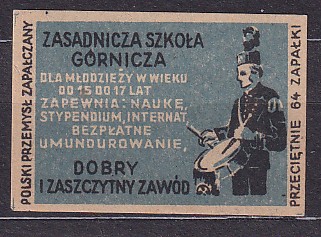 POLSKI PRZEMYSŁ ZAPAŁCZANY
ZASADNICZA SZKOŁA
GÓRNICZA
DLA MŁODZIEŻY W WIEKU
OD 15 DO 17 LAT
ZAPEWNIA: NAUKĘ,
STYPENDIUM, INTERNAT,
BEZPŁATNE
UMUNDUROWANIE,
DOBRY
I ZASZCZYTNY ZAWÓD
PRZECIĘTNIE 64 ZAPAŁKI